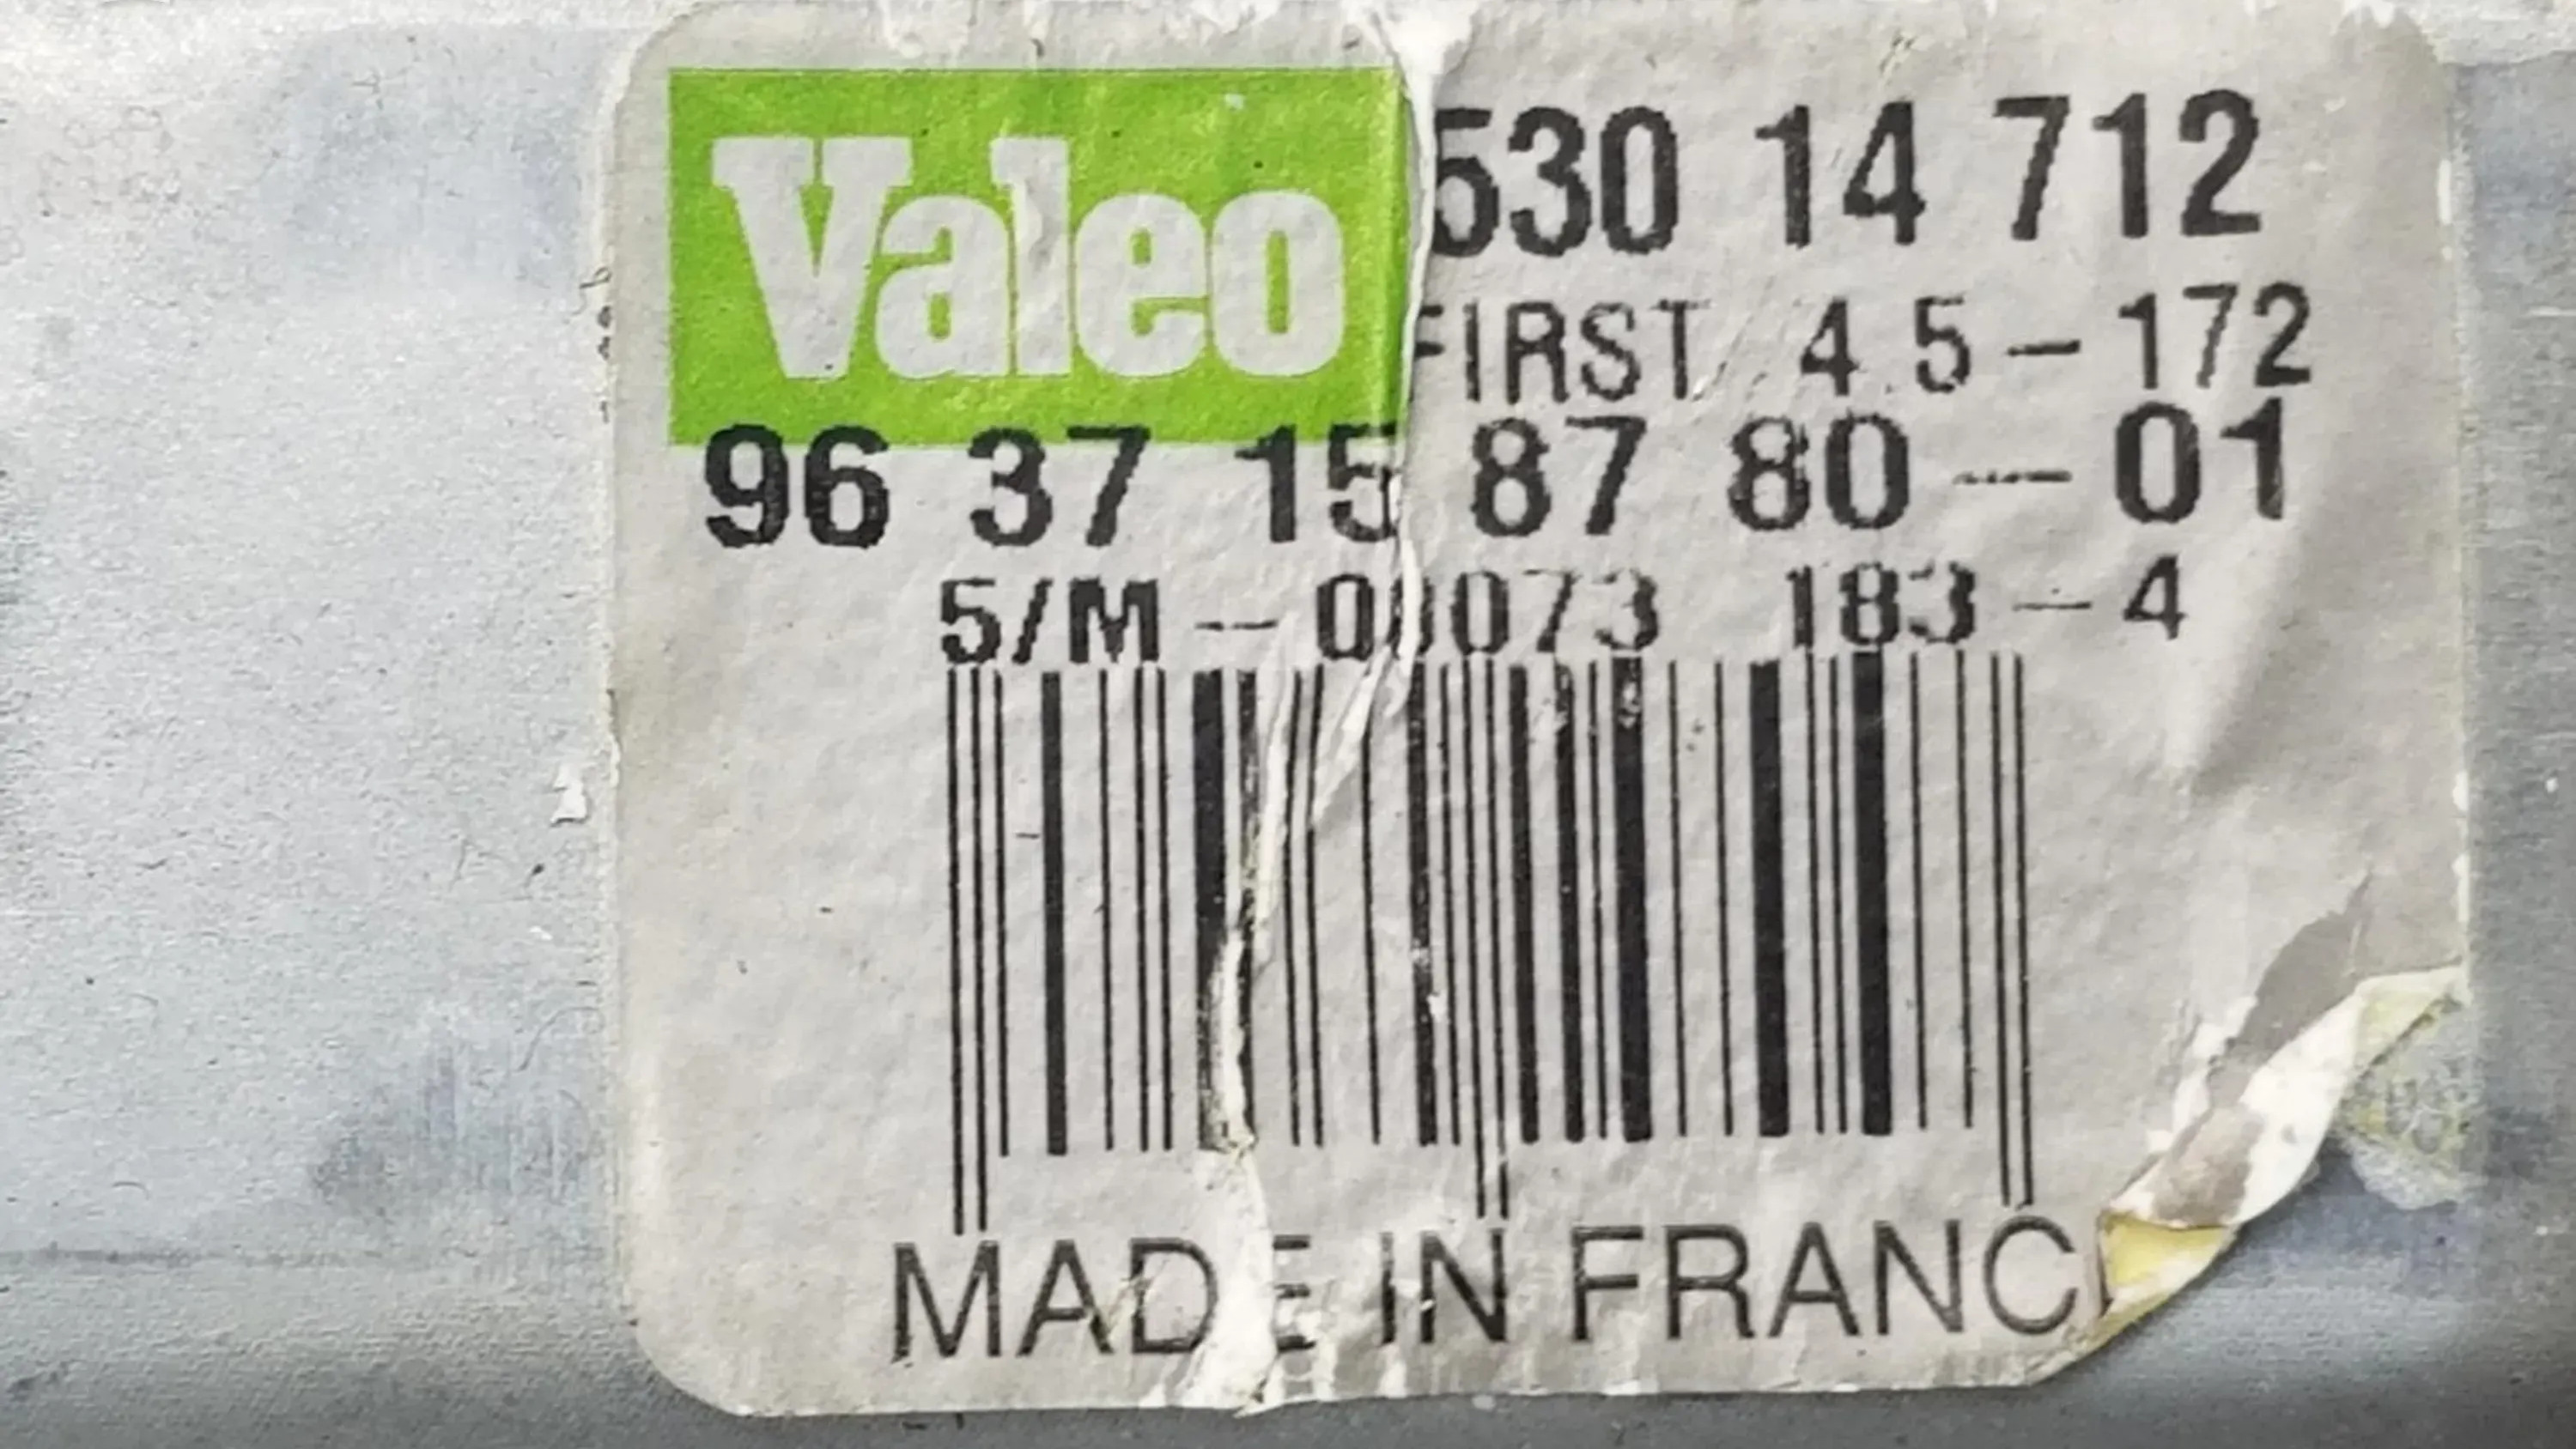 Valeo
530 14 712
FIRST 4.5-172
96 37 15 87 80-01
5/M-00073 183-4
MADE IN FRANC